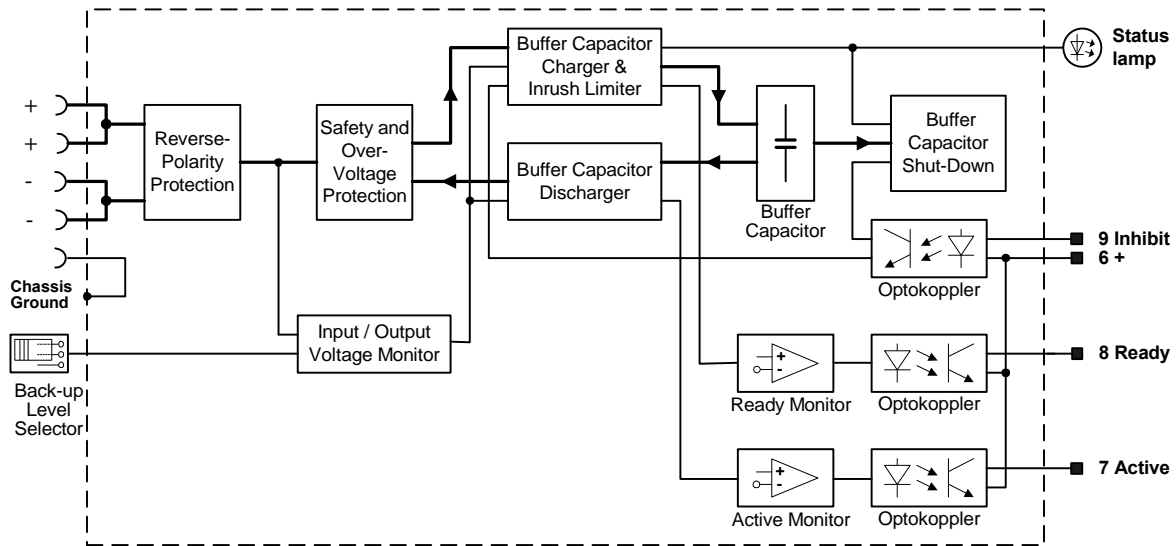 Buffer Capacitor
Charger &
Inrush Limiter
Status
lamp
+
+
-
-
Reverse-
Polarity
Protection
Safety and
Over-
Voltage
Protection
Buffer Capacitor
Discharger
Buffer
Capacitor
Buffer
Capacitor
Shut-Down
9 Inhibit
6 +
Optokoppler
Chassis
Ground
Input / Output
Voltage Monitor
Back-up
Level
Selector
+
-
Ready Monitor
Optokoppler
8 Ready
+
-
Active Monitor
Optokoppler
7 Active